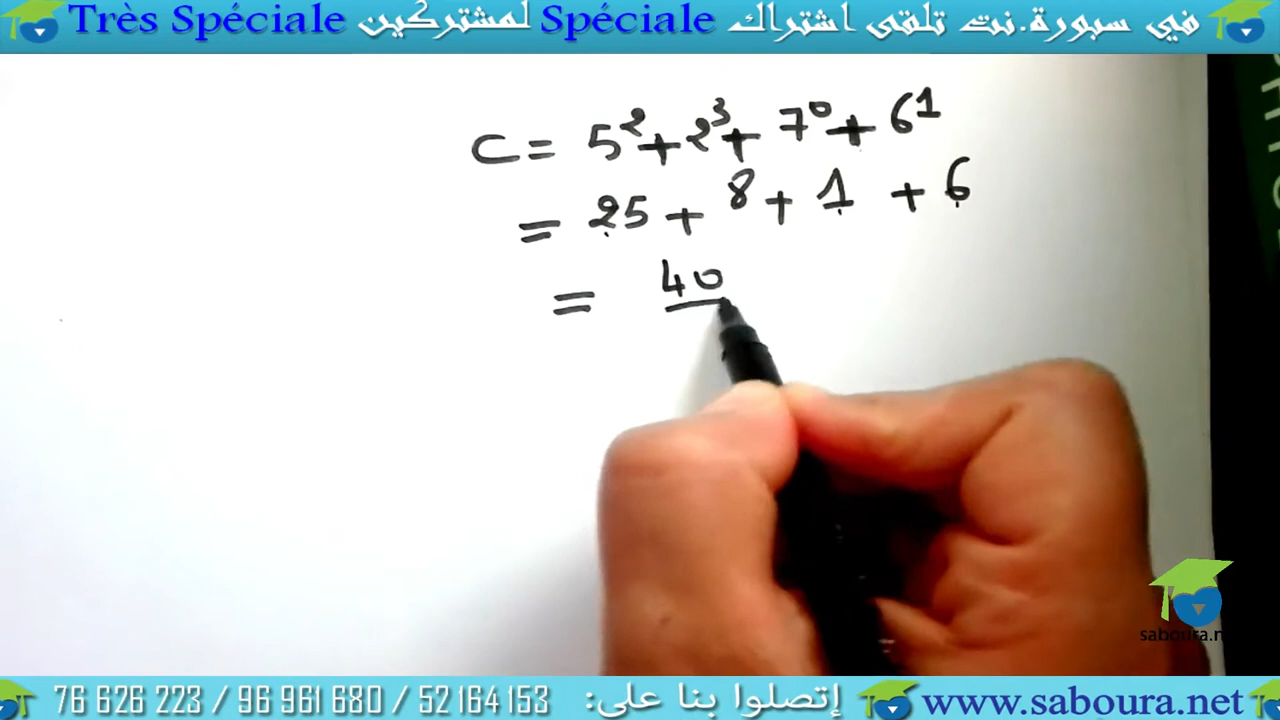 في سبورة.نت تلقى اشتراك Spéciale لمشتركين Très Spéciale
C = 5² + 2³ + 7⁰ + 6¹
= 25 + 8 + 1 + 6
= 40
saboura.n
76 626 223 / 96 961 680 / 52 164 153 إتصلوا بنا على: www.saboura.net